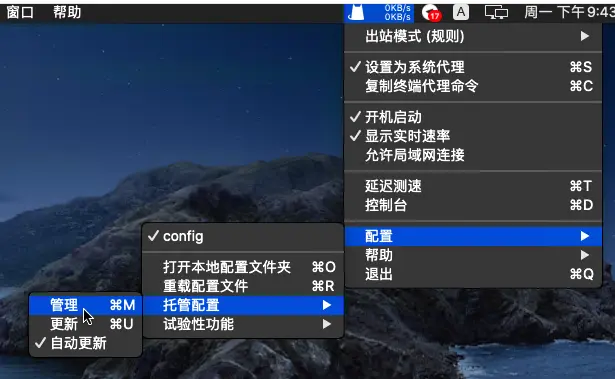 窗口 帮助 0KB/s 0KB/s 17 A 周一 下午9:43
出站模式 (规则)
设置为系统代理 ⌘S
复制终端代理命令 ⌘C
开机启动
显示实时速率
允许局域网连接
延迟测速 ⌘T
控制台 ⌘D
配置
帮助
退出 ⌘Q
config
打开本地配置文件夹 ⌘O
重载配置文件 ⌘R
托管配置
试验性功能
管理 ⌘M
更新 ⌘U
自动更新